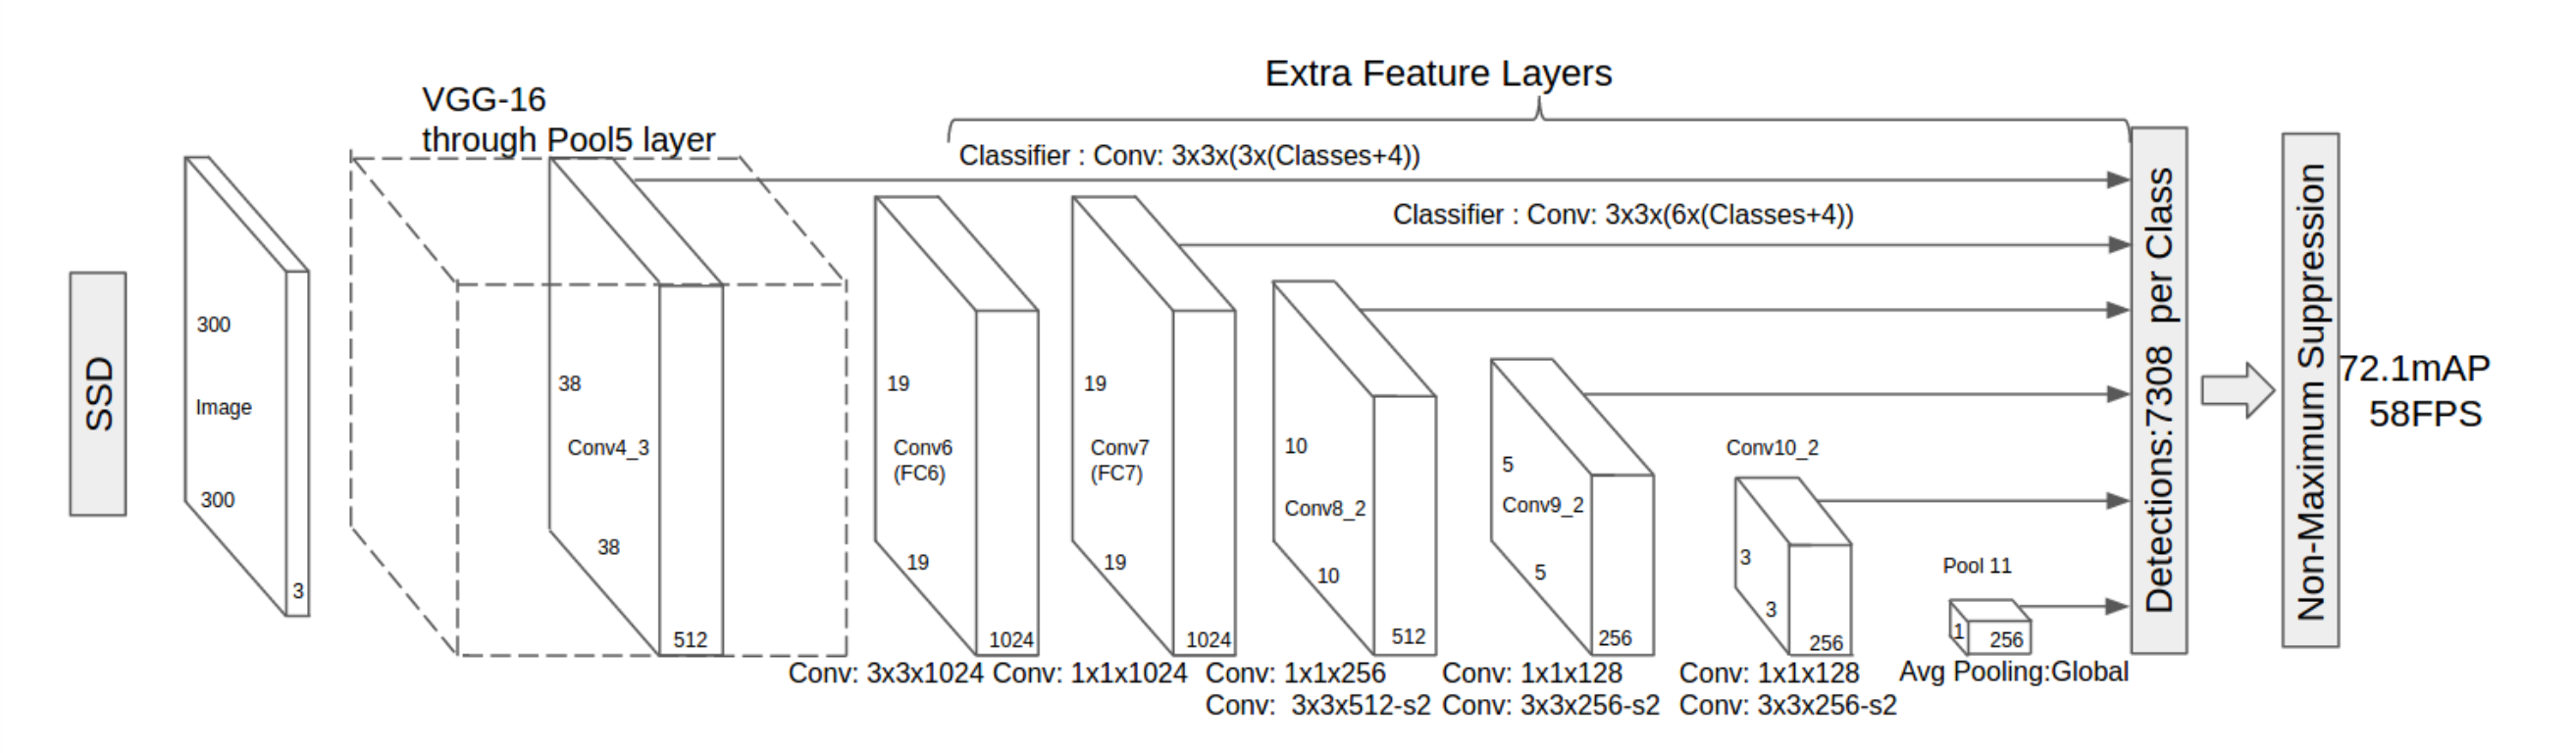 Extra Feature Layers
VGG-16
through Pool5 layer
Classifier : Conv: 3x3x(3x(Classes+4))
Classifier : Conv: 3x3x(6x(Classes+4))
SSD
300
Image
300
3
38
Conv4_3
38
512
19
Conv6
(FC6)
19
1024
19
Conv7
(FC7)
19
1024
10
Conv8_2
10
512
5
Conv9_2
5
256
Conv10_2
3
3
256
Pool 11
1
256
Conv: 3x3x1024
Conv: 1x1x1024
Conv: 1x1x256
Conv: 3x3x512-s2
Conv: 1x1x128
Conv: 3x3x256-s2
Conv: 1x1x128
Conv: 3x3x256-s2
Avg Pooling:Global
Detections:7308 per Class
Non-Maximum Suppression
72.1mAP
58FPS